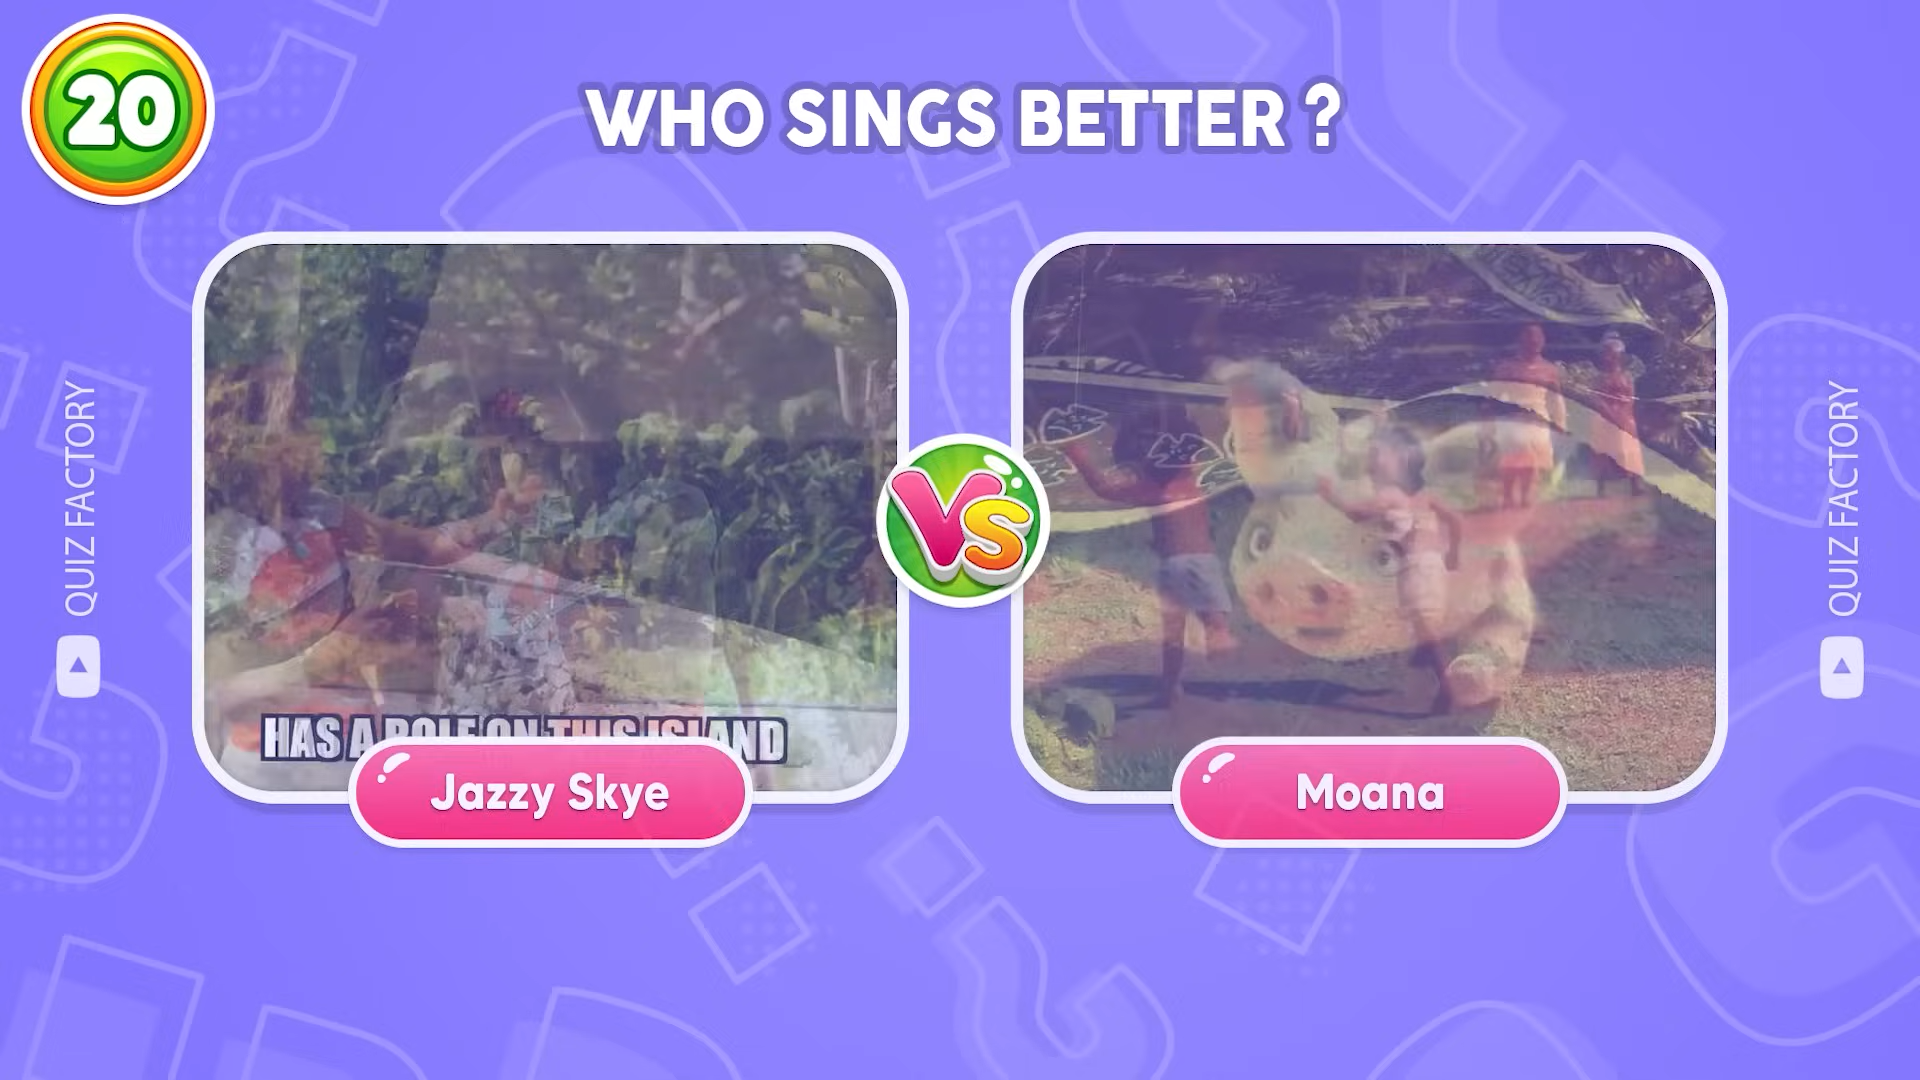 20
WHO SINGS BETTER ?
QUIZ FACTORY
VS
QUIZ FACTORY
HAS A ROLE ON THIS ISLAND
Jazzy Skye
Moana